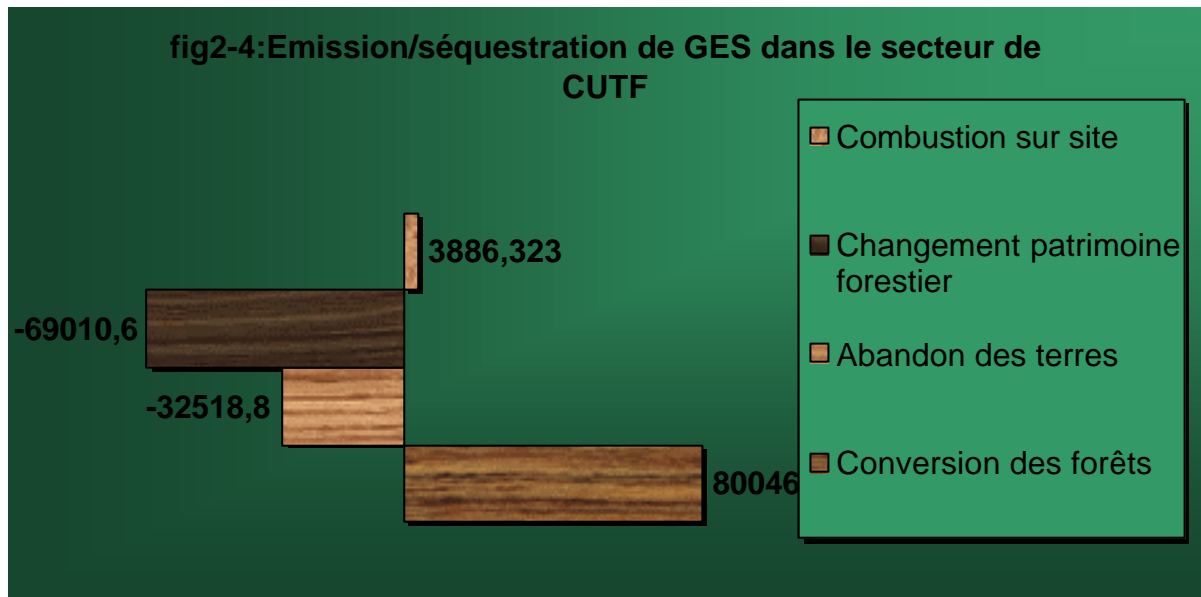 fig2-4:Emission/séquestration de GES dans le secteur de
CUTF
Combustion sur site
Changement patrimoine
forestier
Abandon des terres
Conversion des forêts
3886,323
-69010,6
-32518,8
80046